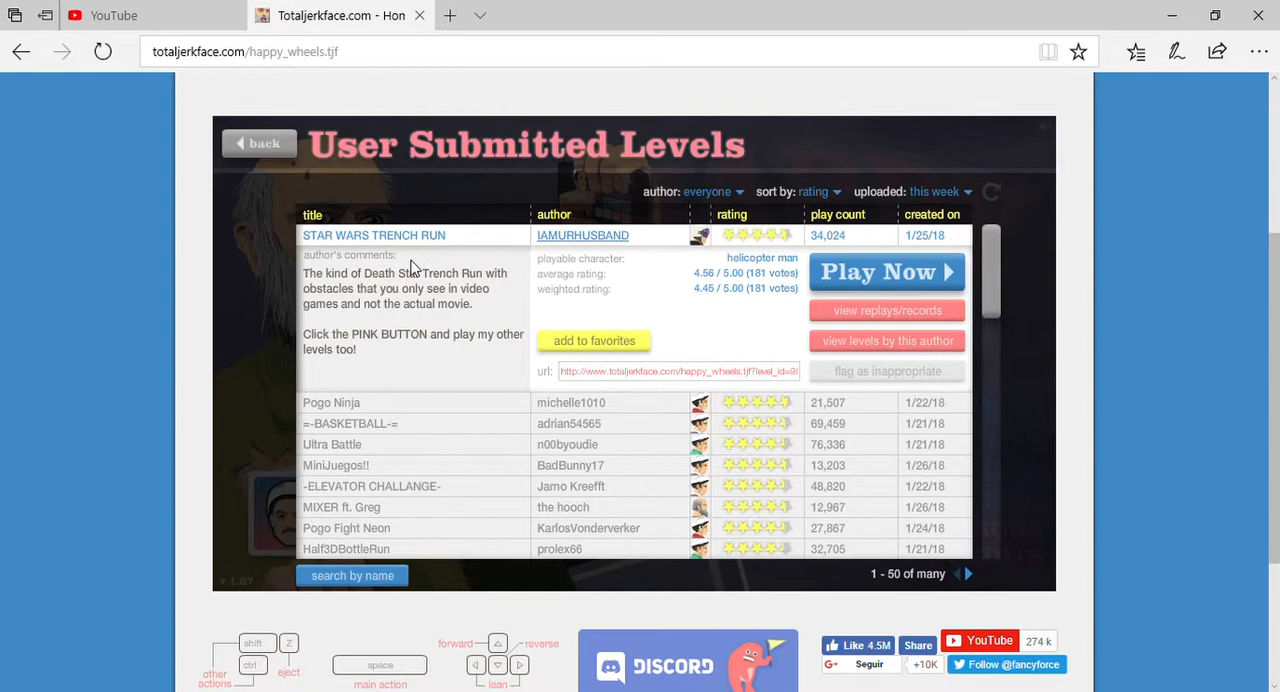 YouTube
Totaljerkface.com - Hon
totaljerkface.com/happy_wheels.tjf
back
User Submitted Levels
author: everyone sort by: rating uploaded: this week
title author rating play count created on
STAR WARS TRENCH RUN IAMURHUSBAND 34,024 1/25/18
author's comments:
The kind of Death Star Trench Run with
obstacles that you only see in video
games and not the actual movie.
Click the PINK BUTTON and play my other
levels too!
playable character: helicopter man
average rating: 4.56 / 5.00 (181 votes)
weighted rating: 4.45 / 5.00 (181 votes)
add to favorites
url: http://www.totaljerkface.com/happy_wheels.tjf?level_id=9
Play Now
view replays/records
view levels by this author
flag as inappropriate
Pogo Ninja michelle1010 21,507 1/22/18
=-BASKETBALL-= adrian54565 69,459 1/21/18
Ultra Battle n00byoudie 76,336 1/21/18
MiniJuegos!! BadBunny17 13,203 1/26/18
-ELEVATOR CHALLANGE- Jamo Kreefft 48,820 1/22/18
MIXER ft. Greg the hooch 12,967 1/26/18
Pogo Fight Neon KarlosVonderverker 27,867 1/24/18
Half3DBottleRun prolex66 32,705 1/21/18
search by name
1 - 50 of many
v 1.87
shift Z
ctrl
other
actions
eject
space
main action
forward reverse
lean
DISCORD
Like 4.5M Share YouTube 274 k
G+ Seguir +10K Follow @fancyforce